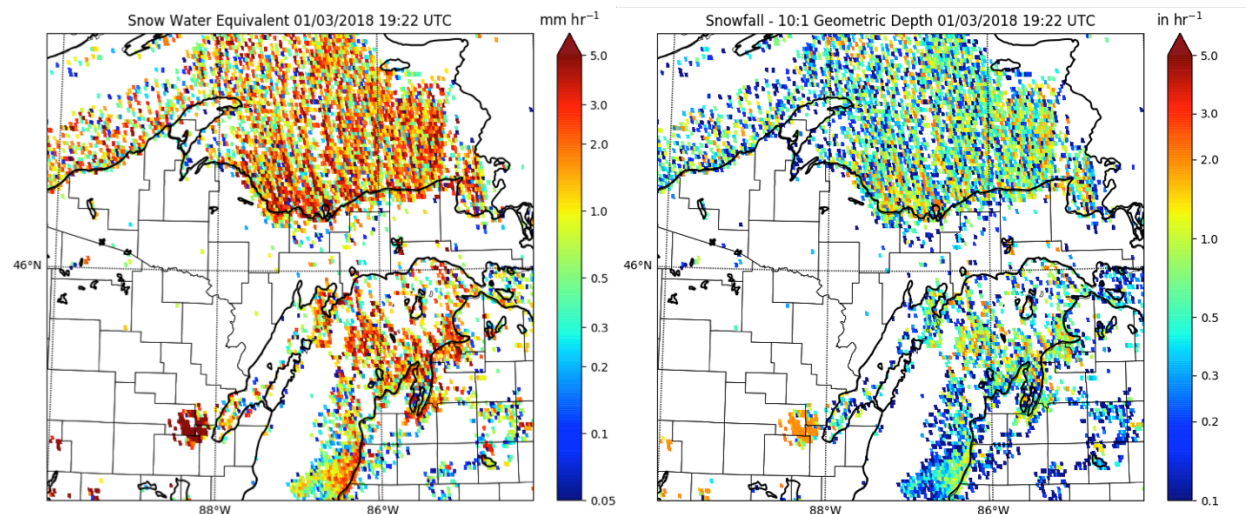 Snow Water Equivalent 01/03/2018 19:22 UTC
mm hr⁻¹
5.0
3.0
2.0
1.0
0.5
0.3
0.2
0.1
0.05
46°N
88°W
86°W
Snowfall - 10:1 Geometric Depth 01/03/2018 19:22 UTC
in hr⁻¹
5.0
3.0
2.0
1.0
0.5
0.3
0.2
0.1
46°N
88°W
86°W